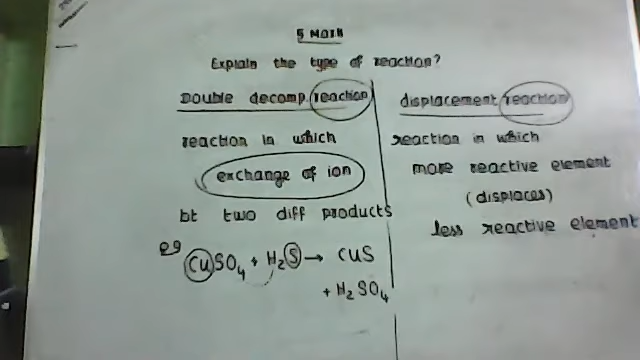 5 MARK
Explain the type of reaction?
Double decomp. reaction
reaction in which
exchange of ion
bt two diff products
eg CuSO4 + H2S → CuS
+ H2SO4
displacement reaction
reaction in which
more reactive element
(displaces)
less reactive element